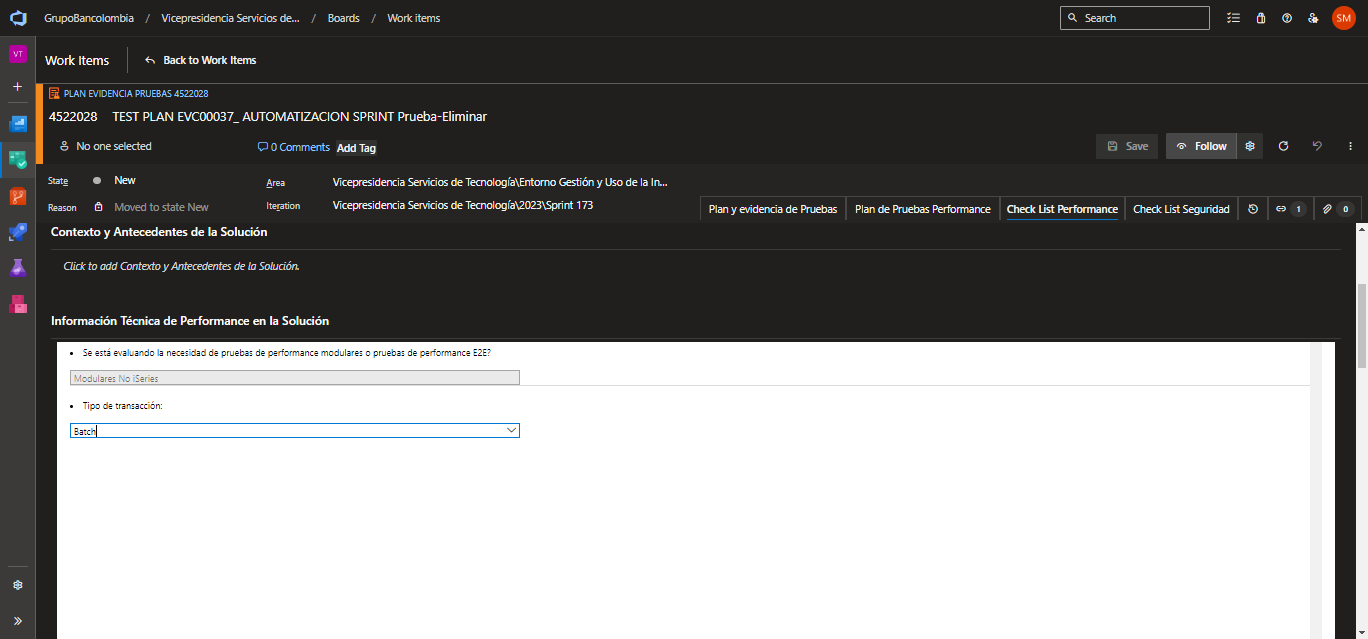 GrupoBancolombia / Vicepresidencia Servicios de... / Boards / Work items
Search
SM
VT
Work Items
Back to Work Items
PLAN EVIDENCIA PRUEBAS 4522028
4522028 TEST PLAN EVC00037_ AUTOMATIZACION SPRINT Prueba-Eliminar
No one selected
0 Comments
Add Tag
Save
Follow
State
New
Area
Vicepresidencia Servicios de Tecnología\Entorno Gestión y Uso de la In...
Reason
Moved to state New
Iteration
Vicepresidencia Servicios de Tecnología\2023\Sprint 173
Plan y evidencia de Pruebas
Plan de Pruebas Performance
Check List Performance
Check List Seguridad
1
0
Contexto y Antecedentes de la Solución
Click to add Contexto y Antecedentes de la Solución.
Información Técnica de Performance en la Solución
• Se está evaluando la necesidad de pruebas de performance modulares o pruebas de performance E2E?
Modulares No iSeries
• Tipo de transacción:
Batch